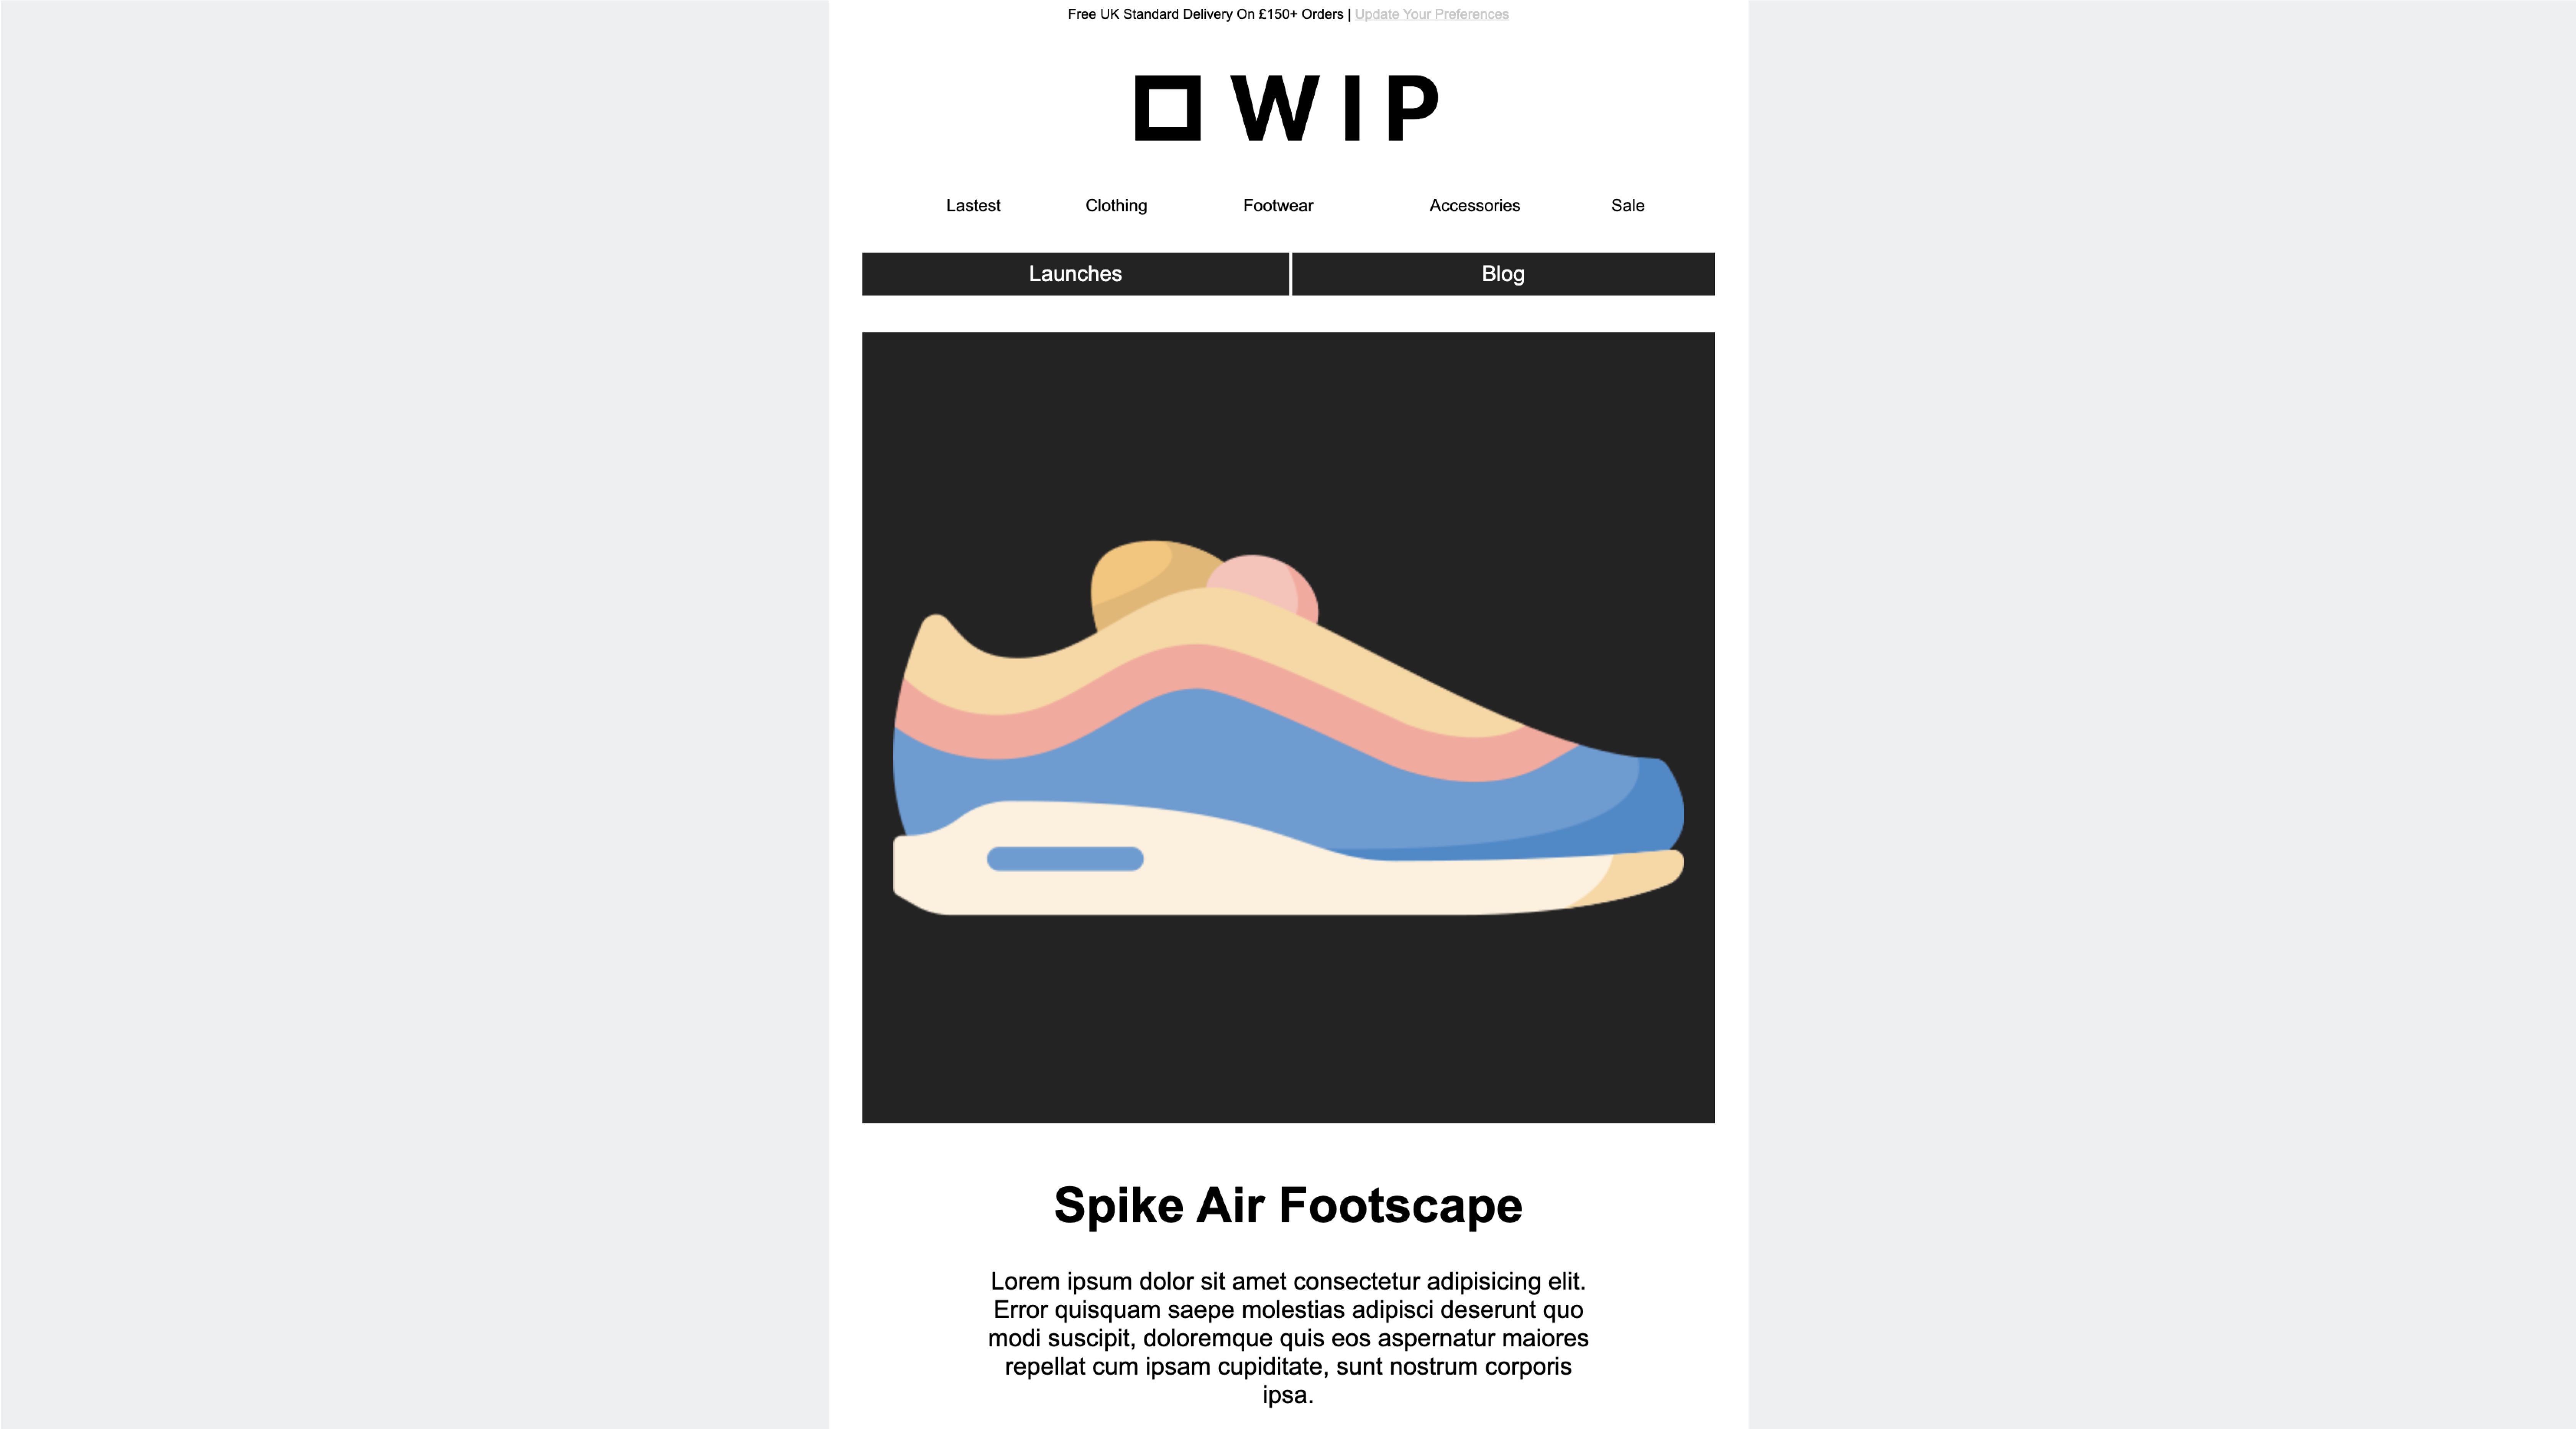 Free UK Standard Delivery On £150+ Orders | Update Your Preferences
WIP
Lastest Clothing Footwear Accessories Sale
Launches Blog
Spike Air Footscape
Lorem ipsum dolor sit amet consectetur adipisicing elit.
Error quisquam saepe molestias adipisci deserunt quo
modi suscipit, doloremque quis eos aspernatur maiores
repellat cum ipsam cupiditate, sunt nostrum corporis
ipsa.